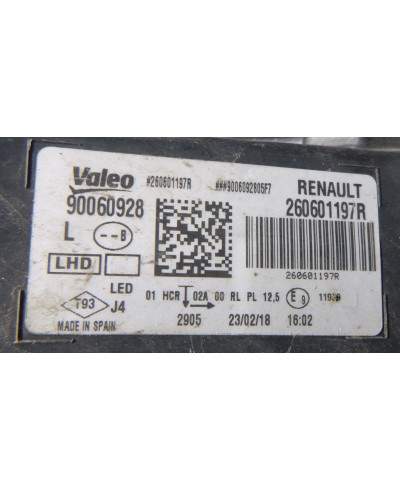 Valeo #260601197R ###9006092805F7 RENAULT
90060928 260601197R
L --B
LHD 260601197R
LED 01 HCR 02A 00 RL PL 12,5 E9
T93 J4
MADE IN SPAIN 2905 23/02/18 16:02